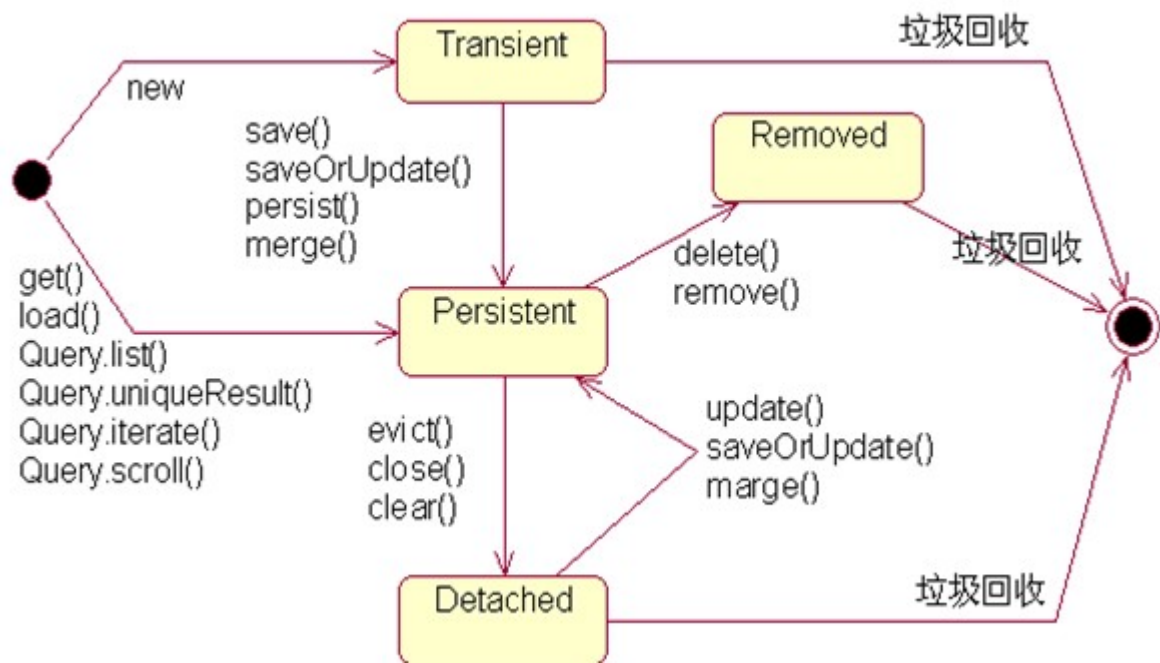 Transient
垃圾回收
new
save()
saveOrUpdate()
persist()
merge()
Removed
垃圾回收
delete()
remove()
get()
load()
Query.list()
Query.uniqueResult()
Query.iterate()
Query.scroll()
Persistent
evict()
close()
clear()
update()
saveOrUpdate()
marge()
Detached
垃圾回收